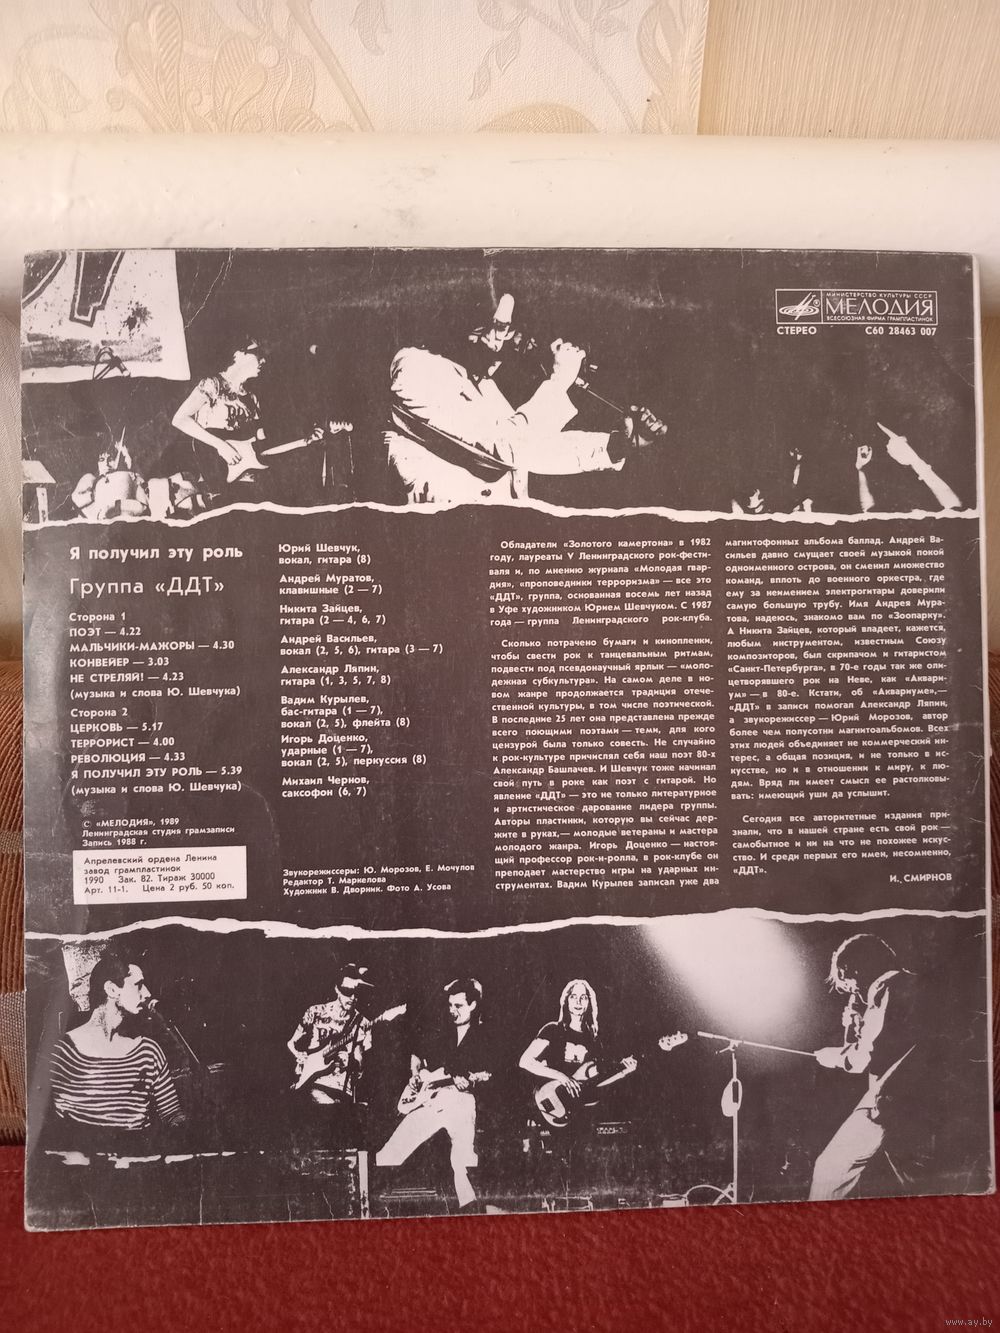 МИНИСТЕРСТВО КУЛЬТУРЫ СССР
МЕЛОДИЯ
ВСЕСОЮЗНАЯ ФИРМА ГРАМПЛАСТИНОК
СТЕРЕО С60 28463 007
Я получил эту роль
Группа «ДДТ»
Сторона 1
ПОЭТ — 4.22
МАЛЬЧИКИ-МАЖОРЫ — 4.30
КОНВЕЙЕР — 3.03
НЕ СТРЕЛЯЙ! — 4.23
(музыка и слова Ю. Шевчука)
Сторона 2
ЦЕРКОВЬ — 5.17
ТЕРРОРИСТ — 4.00
РЕВОЛЮЦИЯ — 4.33
Я ПОЛУЧИЛ ЭТУ РОЛЬ — 5.39
(музыка и слова Ю. Шевчука)
© «МЕЛОДИЯ», 1989
Ленинградская студия грамзаписи
Запись 1988 г.
Апрелевский ордена Ленина
завод грампластинок
1990 Зак. 82. Тираж 30000
Арт. 11-1. Цена 2 руб. 50 коп.
Юрий Шевчук,
вокал, гитара (8)
Андрей Муратов,
клавишные (2 — 7)
Никита Зайцев,
гитара (2 — 4, 6, 7)
Андрей Васильев,
вокал (2, 5, 6), гитара (3 — 7)
Александр Ляпин,
гитара (1, 3, 5, 7, 8)
Вадим Курылев,
бас-гитара (1 — 7),
вокал (2, 5), флейта (8)
Игорь Доценко,
ударные (1 — 7),
вокал (2, 5), перкуссия (8)
Михаил Чернов,
саксофон (6, 7)
Звукорежиссеры: Ю. Морозов, Е. Мочулов
Редактор Т. Маркелова
Художник В. Дворник. Фото А. Усова
Обладатели «Золотого камертона» в 1982
году, лауреаты V Ленинградского рок-фести-
валя и, по мнению журнала «Молодая гвар-
дия», «проповедники терроризма» — все это
«ДДТ», группа, основанная восемь лет назад
в Уфе художником Юрием Шевчуком. С 1987
года — группа Ленинградского рок-клуба.
Сколько потрачено бумаги и кинопленки,
чтобы свести рок к танцевальным ритмам,
подвести под псевдонаучный ярлык — «моло-
дежная субкультура». На самом деле в но-
вом жанре продолжается традиция отече-
ственной культуры, в том числе поэтической.
В последние 25 лет она представлена прежде
всего поющими поэтами — теми, для кого
цензурой была только совесть. Не случайно
к рок-культуре причислял себя наш поэт 80-х
Александр Башлачев. И Шевчук тоже начинал
свой путь в роке как поэт с гитарой. Но
явление «ДДТ» — это не только литературное
и артистическое дарование лидера группы.
Авторы пластинки, которую вы сейчас дер-
жите в руках, — молодые ветераны и мастера
молодого жанра. Игорь Доценко — настоя-
щий профессор рок-н-ролла, в рок-клубе он
преподает мастерство игры на ударных ин-
струментах. Вадим Курылев записал уже два
магнитофонных альбома баллад. Андрей Ва-
сильев давно смущает своей музыкой покой
одноименного острова, он сменил множество
команд, вплоть до военного оркестра, где
ему за неимением электрогитары доверили
самую большую трубу. Имя Андрея Мура-
това, надеюсь, знакомо вам по «Зоопарку».
А Никита Зайцев, который владеет, кажется,
любым инструментом, известным Союзу
композиторов, был скрипачом и гитаристом
«Санкт-Петербурга», в 70-е годы так же оли-
цетворявшего рок на Неве, как «Аквари-
ум» — в 80-е. Кстати, об «Аквариуме», —
«ДДТ» в записи помогал Александр Ляпин,
а звукорежиссер — Юрий Морозов, автор
более чем полусотни магнитоальбомов. Всех
этих людей объединяет не коммерческий ин-
терес, а общая позиция, и не только в ис-
кусстве, но и в отношении к миру, к лю-
дям. Вряд ли имеет смысл ее растолковы-
вать: имеющий уши да услышит.
Сегодня все авторитетные издания при-
знали, что в нашей стране есть свой рок —
самобытное и ни на что не похожее искус-
ство. И среди первых его имен, несомненно,
«ДДТ».
И. СМИРНОВ
www.ay.by